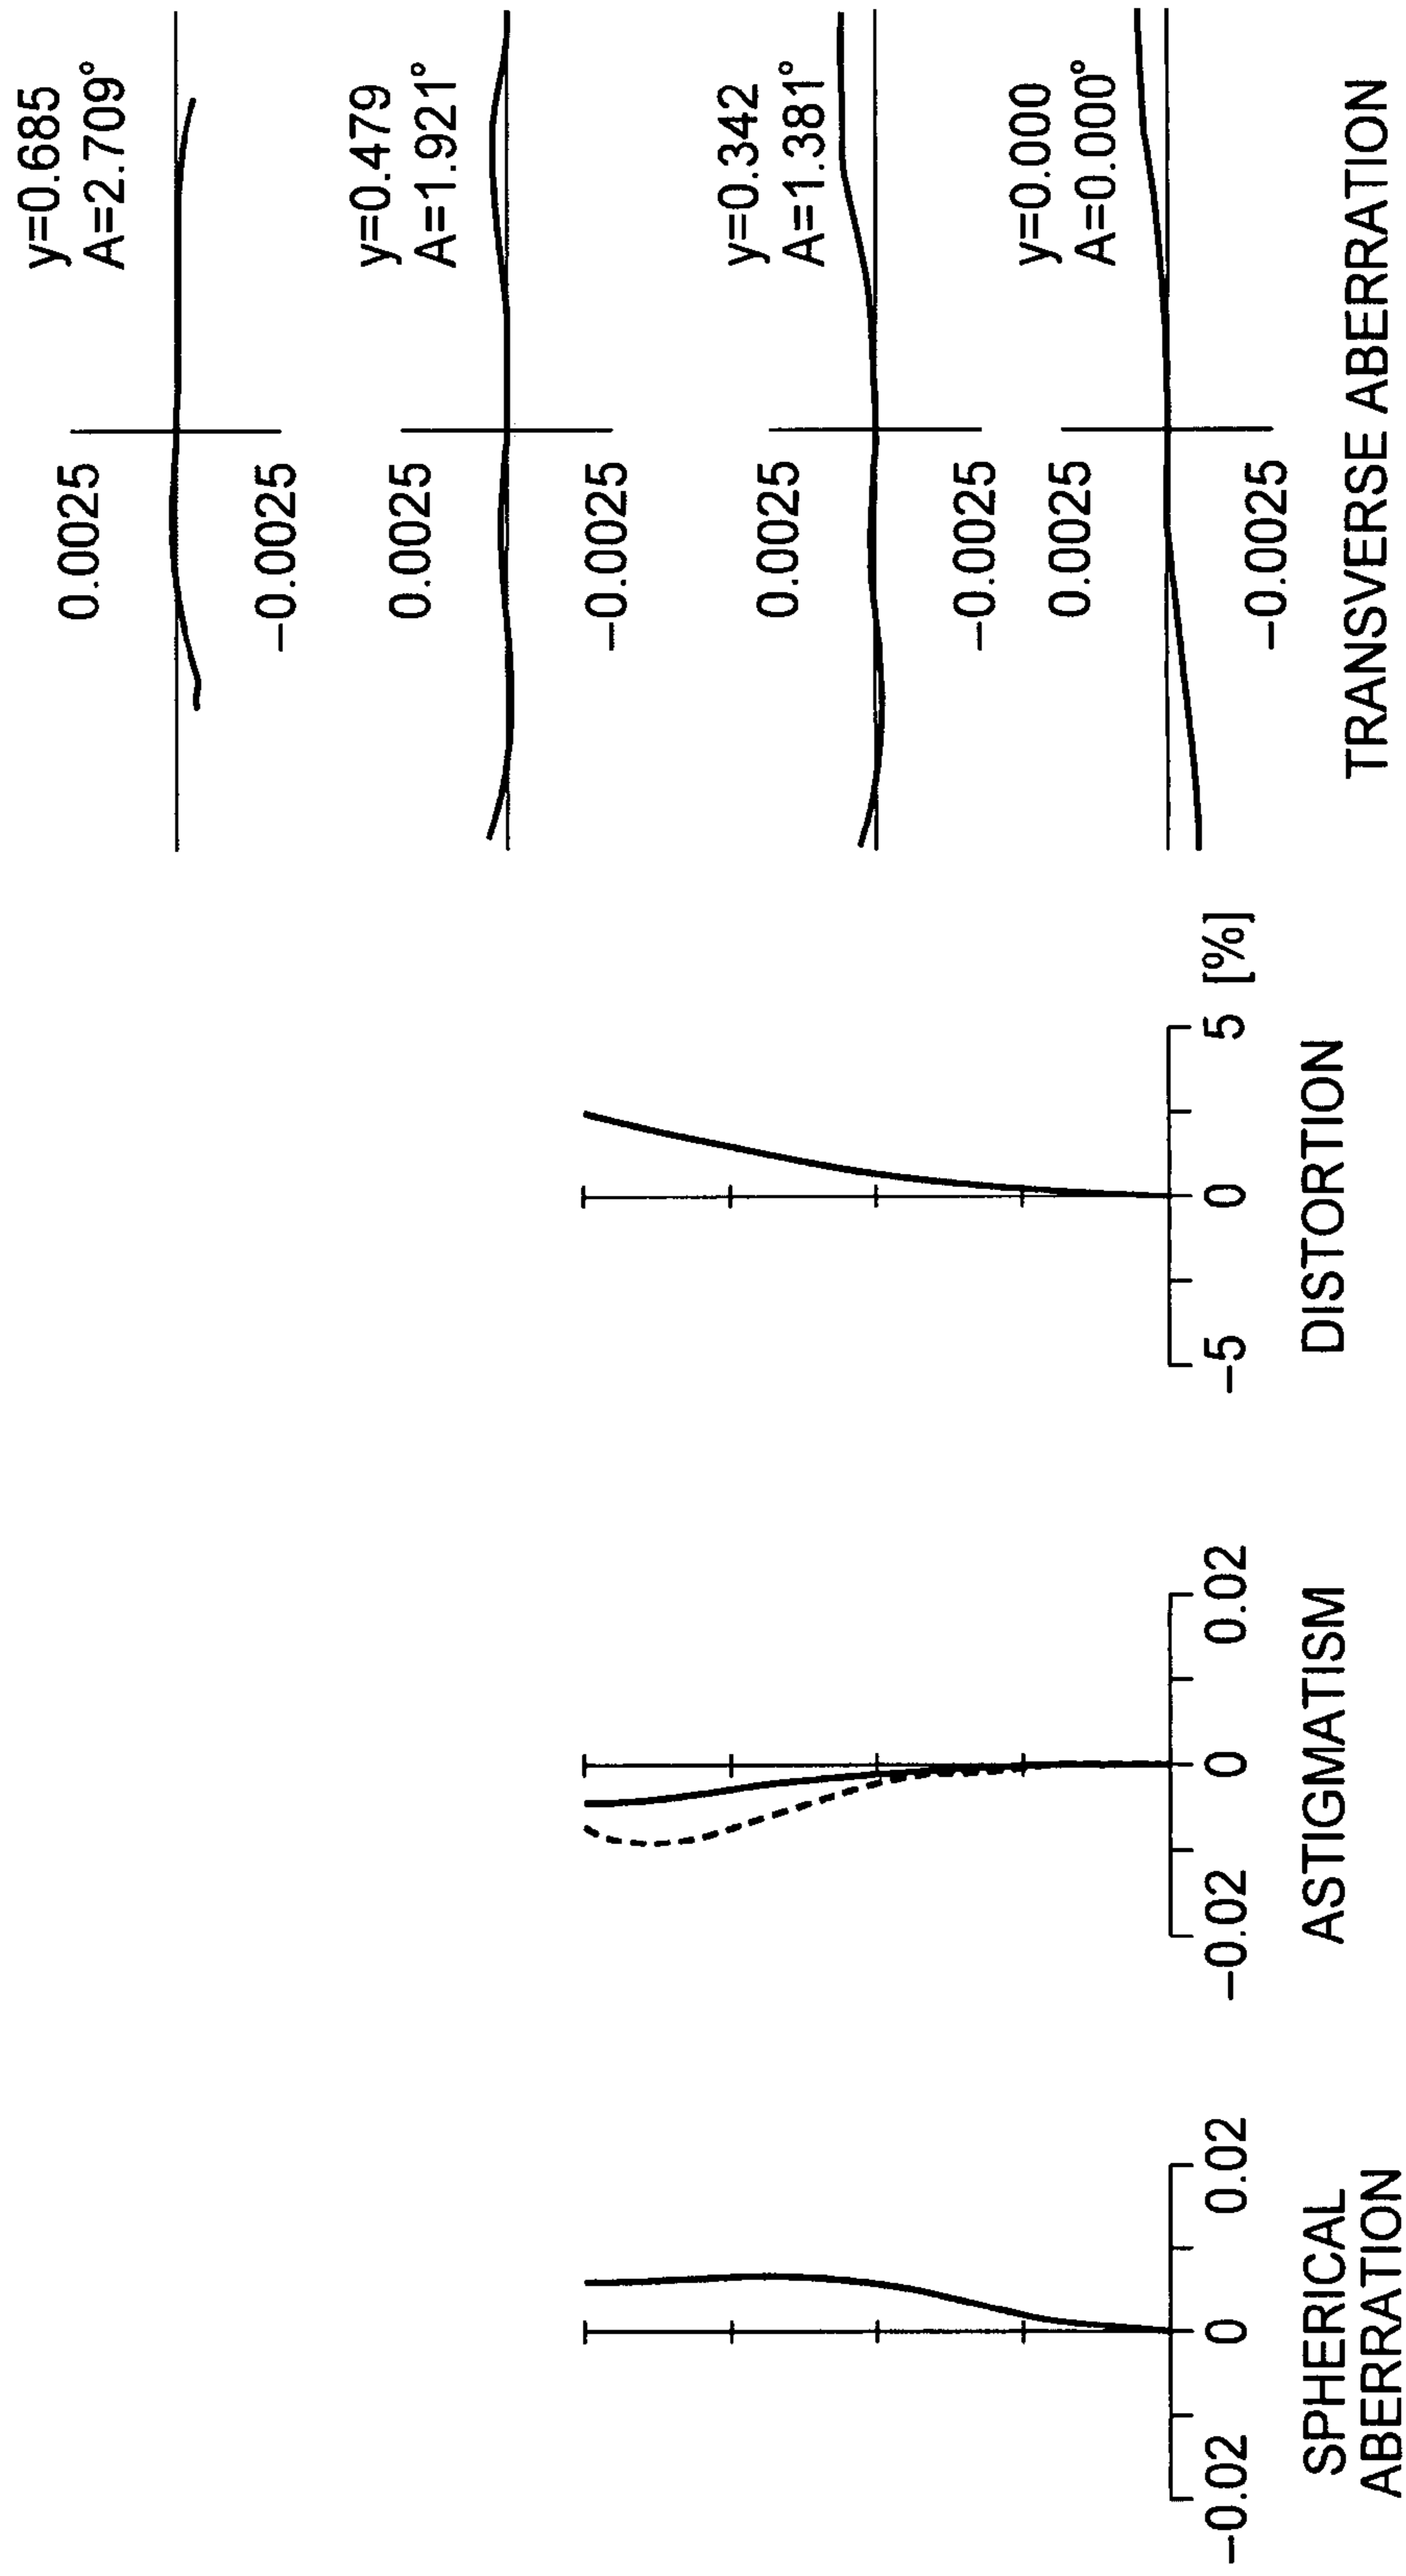 SPHERICAL
ABERRATION
−0.02
0
0.02
ASTIGMATISM
−0.02
0
0.02
DISTORTION
−5
0
5
[%]
TRANSVERSE ABERRATION
y=0.685
A=2.709°
0.0025
−0.0025
y=0.479
A=1.921°
0.0025
−0.0025
y=0.342
A=1.381°
0.0025
−0.0025
y=0.000
A=0.000°
0.0025
−0.0025